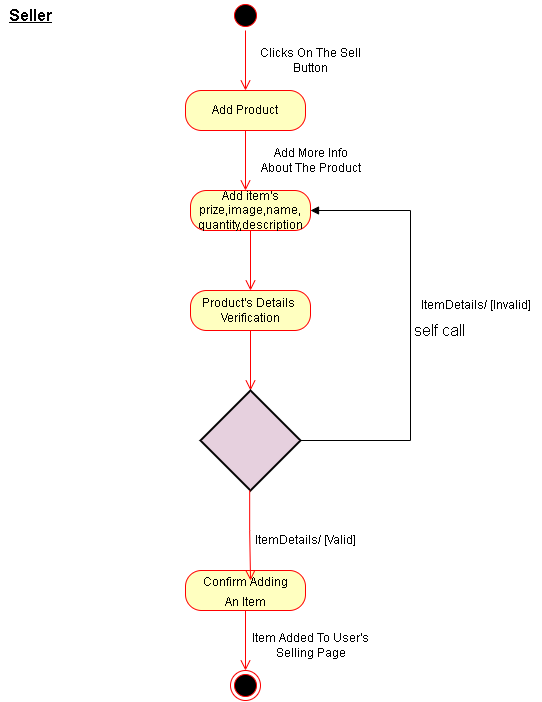 Seller
Clicks On The Sell
Button
Add Product
Add More Info
About The Product
Add item's
prize,image,name,
quantity,description
Product's Details
Verification
ItemDetails/ [Invalid]
self call
ItemDetails/ [Valid]
Confirm Adding
An Item
Item Added To User's
Selling Page